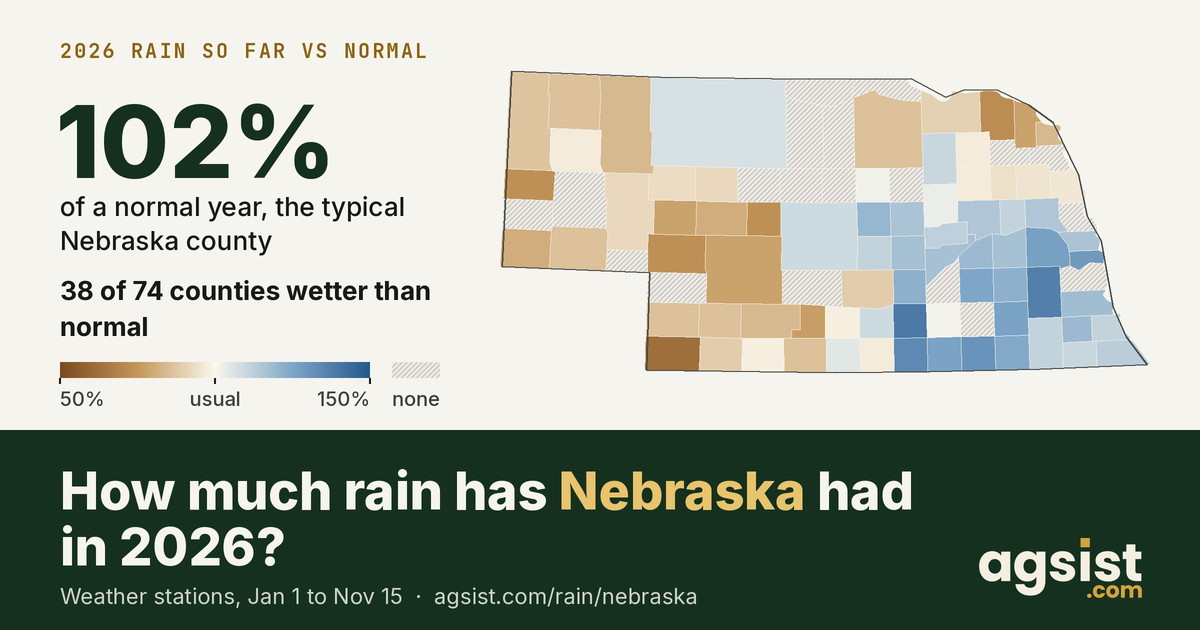 2026 RAIN SO FAR VS NORMAL
102%
of a normal year, the typical
Nebraska county
38 of 74 counties wetter than
normal
50% usual 150% none
How much rain has Nebraska had
in 2026?
Weather stations, Jan 1 to Nov 15 · agsist.com/rain/nebraska
agsist
.com